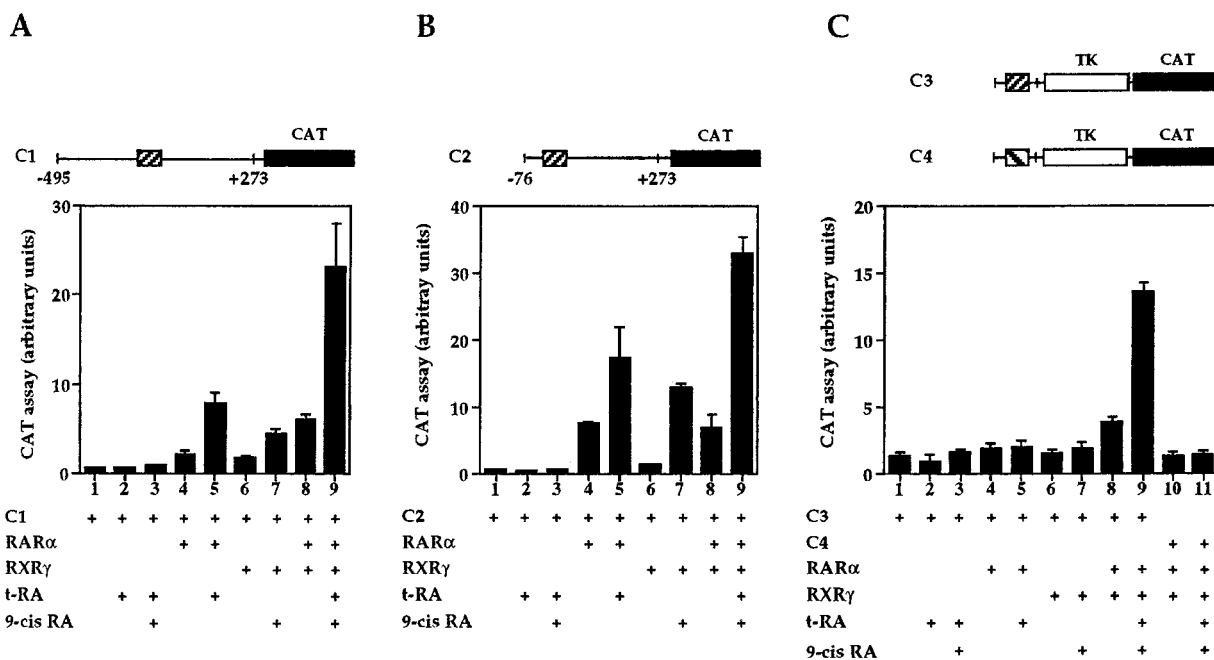 A
C1
CAT
-495
+273
CAT assay (arbitrary units)
30
20
10
0
1 2 3 4 5 6 7 8 9
C1 + + + + + + + + +
RARα + + + +
RXRγ + + + +
t-RA + + + +
9-cis RA + + +
B
C2
CAT
-76
+273
CAT assay (arbitray units)
40
30
20
10
0
1 2 3 4 5 6 7 8 9
C2 + + + + + + + + +
RARα + + + +
RXRγ + + + +
t-RA + + + +
9-cis RA + + +
C
TK CAT
C3
TK CAT
C4
CAT assay (arbitrary units)
20
15
10
5
0
1 2 3 4 5 6 7 8 9 10 11
C3 + + + + + + + + +
C4 + +
RARα + + + + + +
RXRγ + + + + + +
t-RA + + + + +
9-cis RA + + + +